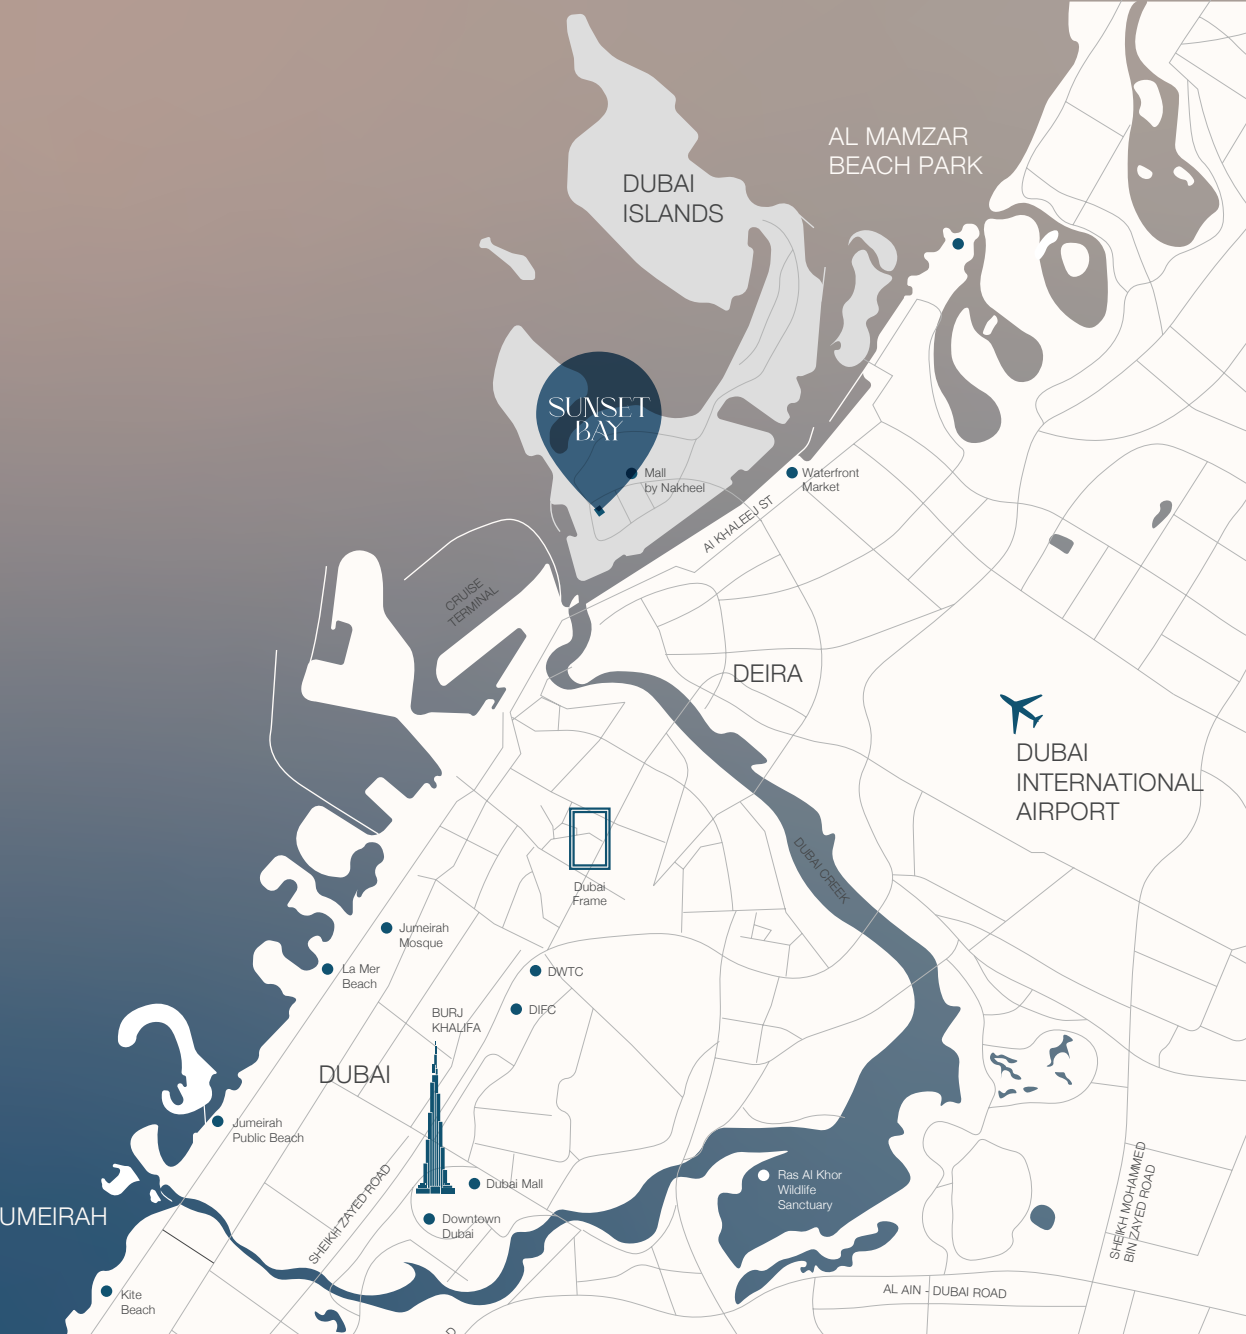 AL MAMZAR
BEACH PARK
DUBAI
ISLANDS
SUNSET
BAY
Mall
by Nakheel
Waterfront
Market
Al KHALEEJ ST
CRUISE
TERMINAL
DEIRA
DUBAI
INTERNATIONAL
AIRPORT
DUBAI CREEK
Dubai
Frame
Jumeirah
Mosque
La Mer
Beach
DWTC
DIFC
BURJ
KHALIFA
DUBAI
Jumeirah
Public Beach
Dubai Mall
Ras Al Khor
Wildlife
Sanctuary
SHEIKH ZAYED ROAD
Downtown
Dubai
UMEIRAH
SHEIKH MOHAMMED
BIN ZAYED ROAD
Kite
Beach
AL AIN - DUBAI ROAD